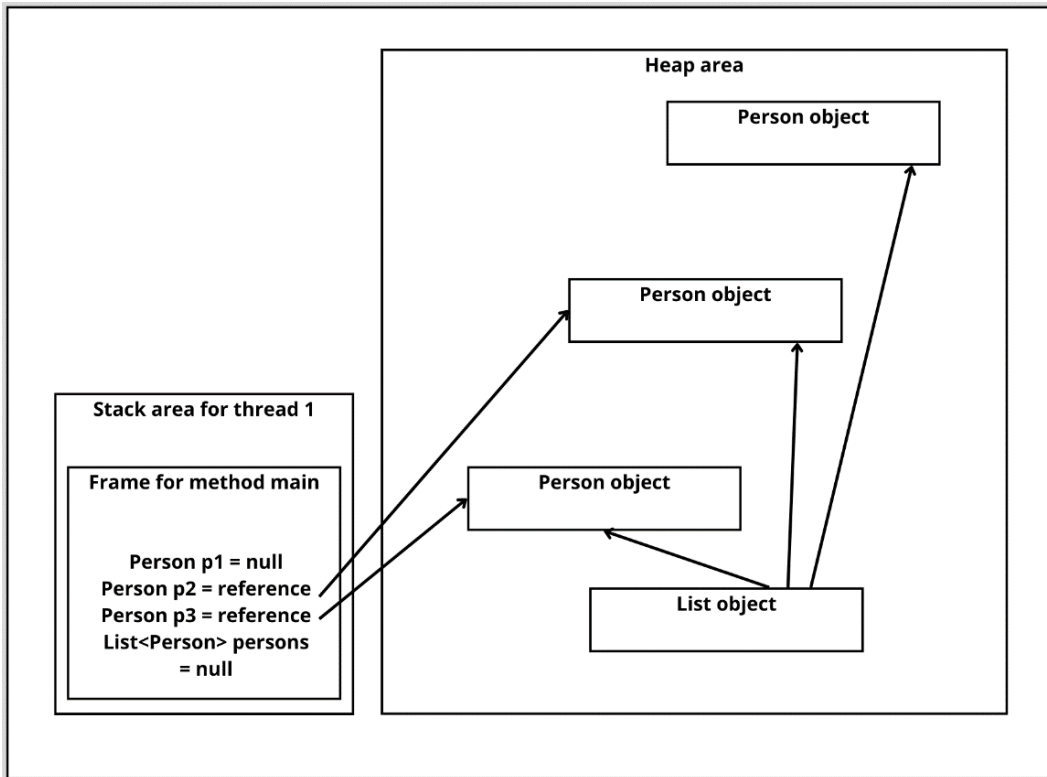 Heap area
Person object
Person object
Stack area for thread 1
Frame for method main
Person object
Person p1 = null
Person p2 = reference
Person p3 = reference
List<Person> persons
= null
List object